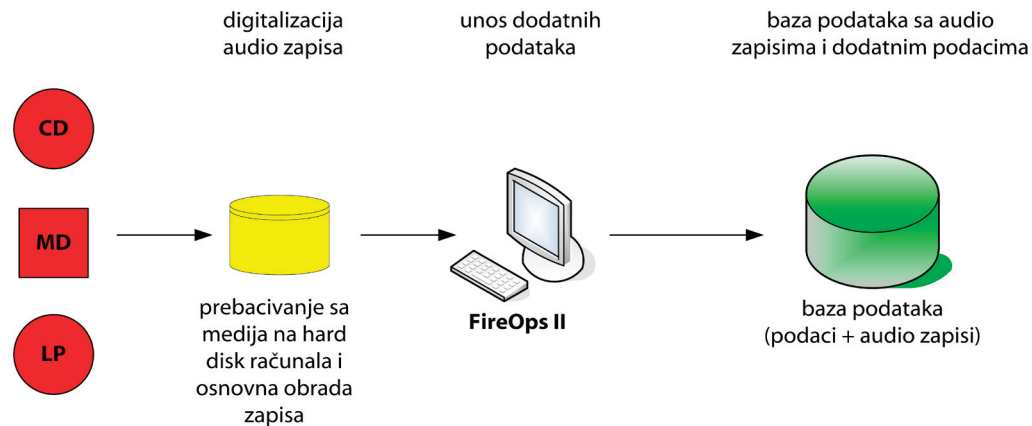 digitalizacija
audio zapisa
unos dodatnih
podataka
baza podataka sa audio
zapisima i dodatnim podacima
CD
MD
LP
prebacivanje sa
medija na hard
disk računala i
osnovna obrada
zapisa
FireOps II
baza podataka
(podaci + audio zapisi)